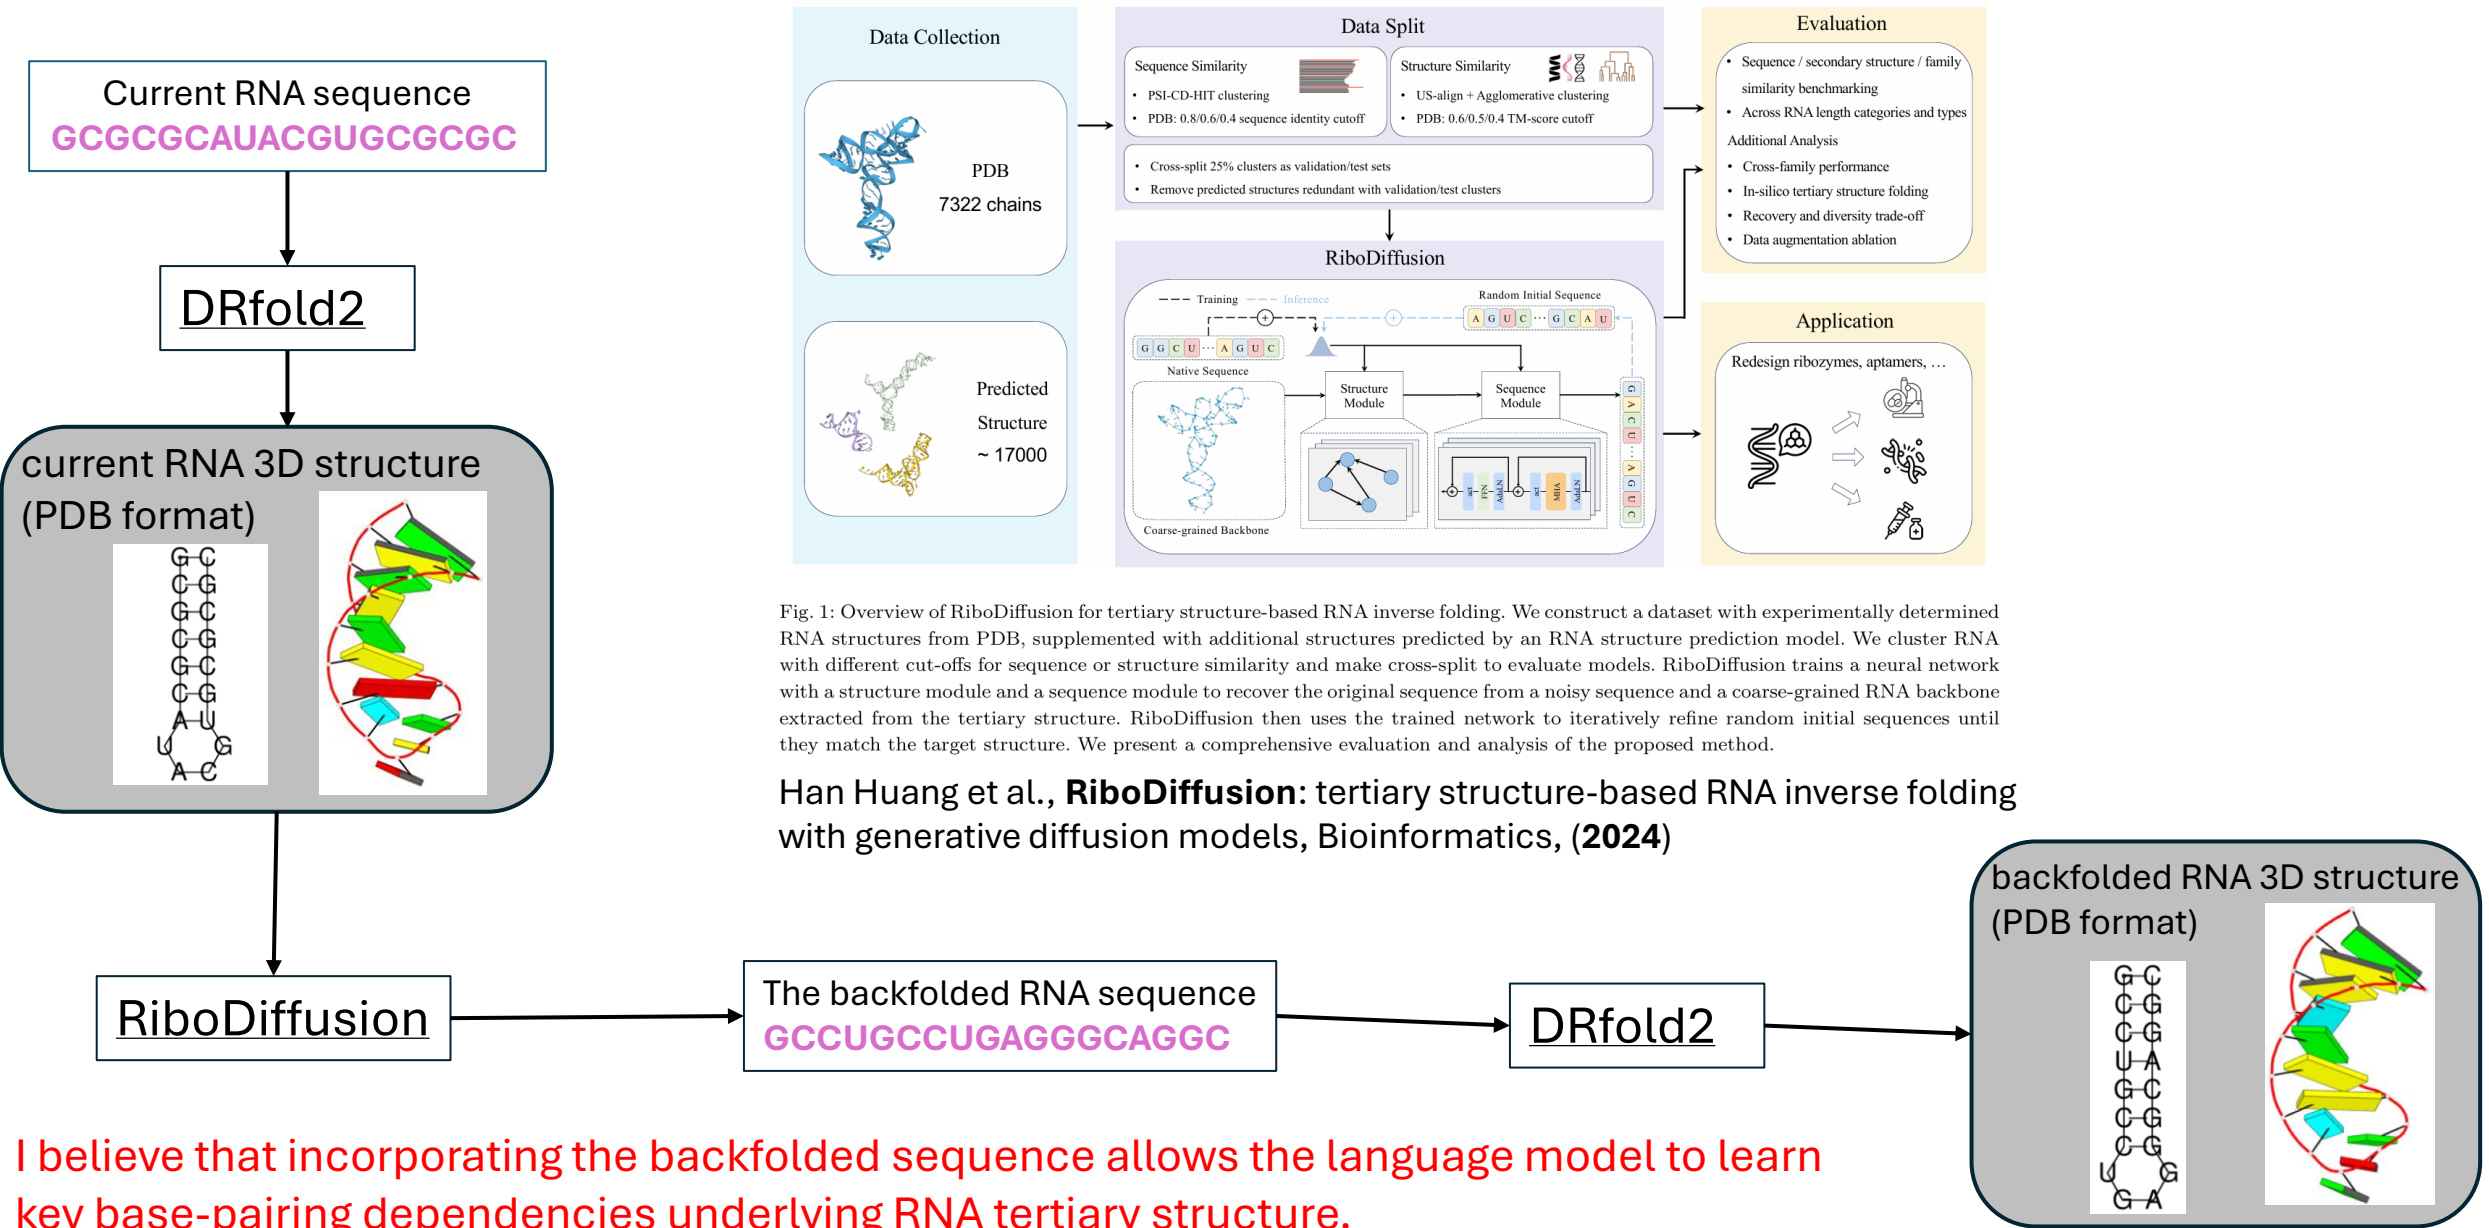 Current RNA sequence
GCGCGCAUACGUGCGCGC
DRfold2
current RNA 3D structure
(PDB format)
G C
C G
G C
C G
G C
C G
A U
U G
A C
RiboDiffusion
Data Collection
PDB
7322 chains
Predicted
Structure
~ 17000
Data Split
Sequence Similarity
• PSI-CD-HIT clustering
• PDB: 0.8/0.6/0.4 sequence identity cutoff
Structure Similarity
• US-align + Agglomerative clustering
• PDB: 0.6/0.5/0.4 TM-score cutoff
• Cross-split 25% clusters as validation/test sets
• Remove predicted structures redundant with validation/test clusters
RiboDiffusion
Training
Inference
Random Initial Sequence
A G U C ··· G C A U
G G C U ··· A G U C
Native Sequence
Structure
Module
Sequence
Module
Coarse-grained Backbone
act FFN AdaLN act MHA AdaLN
G A C U ··· A G U C
Evaluation
• Sequence / secondary structure / family
similarity benchmarking
• Across RNA length categories and types
Additional Analysis
• Cross-family performance
• In-silico tertiary structure folding
• Recovery and diversity trade-off
• Data augmentation ablation
Application
Redesign ribozymes, aptamers, …
Fig. 1: Overview of RiboDiffusion for tertiary structure-based RNA inverse folding. We construct a dataset with experimentally determined
RNA structures from PDB, supplemented with additional structures predicted by an RNA structure prediction model. We cluster RNA
with different cut-offs for sequence or structure similarity and make cross-split to evaluate models. RiboDiffusion trains a neural network
with a structure module and a sequence module to recover the original sequence from a noisy sequence and a coarse-grained RNA backbone
extracted from the tertiary structure. RiboDiffusion then uses the trained network to iteratively refine random initial sequences until
they match the target structure. We present a comprehensive evaluation and analysis of the proposed method.
Han Huang et al., RiboDiffusion: tertiary structure-based RNA inverse folding
with generative diffusion models, Bioinformatics, (2024)
The backfolded RNA sequence
GCCUGCCUGAGGGCAGGC
DRfold2
backfolded RNA 3D structure
(PDB format)
G C
C G
C G
U A
G C
C G
C G
U G
G A
I believe that incorporating the backfolded sequence allows the language model to learn
key base-pairing dependencies underlying RNA tertiary structure.